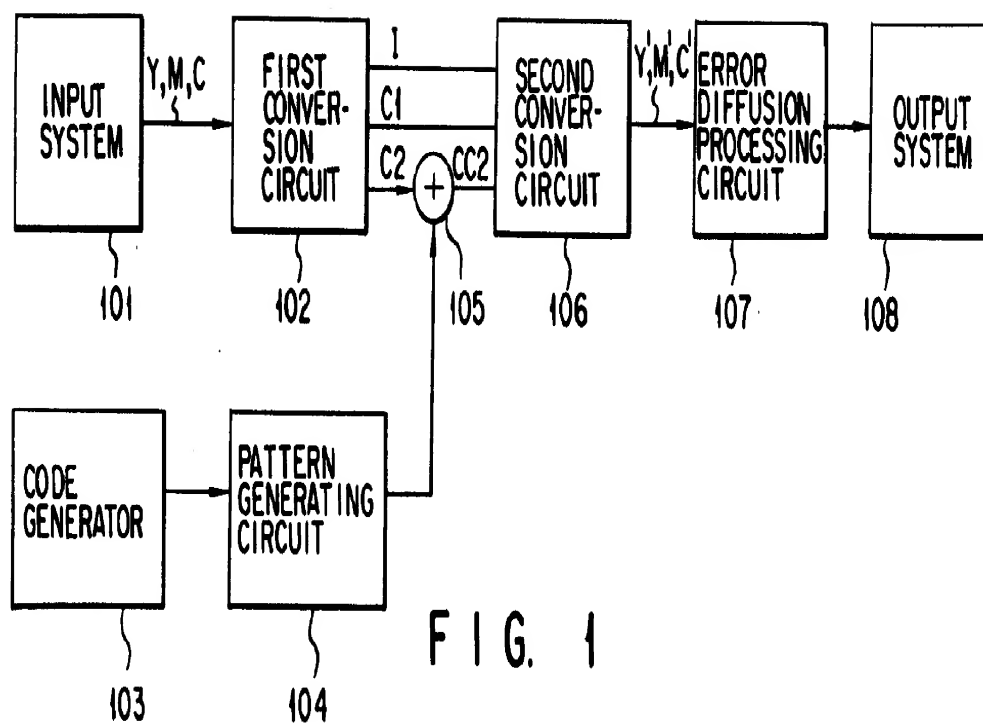 INPUT
SYSTEM
Y,M,C
FIRST
CONVER-
SION
CIRCUIT
I
C1
C2
+
CC2
SECOND
CONVER-
SION
CIRCUIT
Y',M',C'
ERROR
DIFFUSION
PROCESSING
CIRCUIT
OUTPUT
SYSTEM
101
102
105
106
107
108
CODE
GENERATOR
PATTERN
GENERATING
CIRCUIT
103
104
FIG. 1